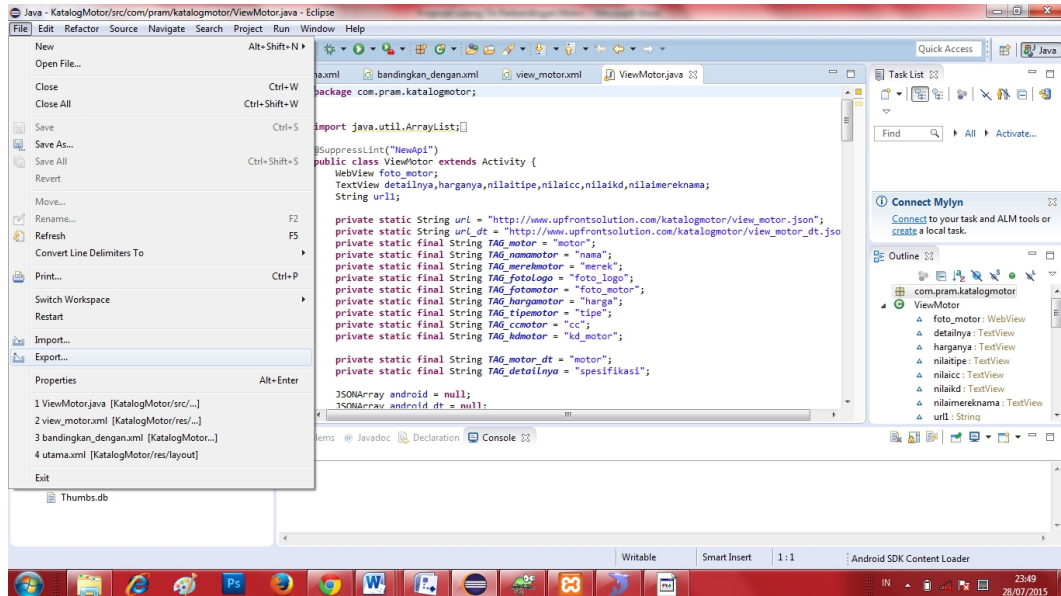 Java - KatalogMotor/src/com/pram/katalogmotor/ViewMotor.java - Eclipse
File Edit Refactor Source Navigate Search Project Run Window Help
New Alt+Shift+N
Open File...
Close Ctrl+W
Close All Ctrl+Shift+W
Save Ctrl+S
Save As...
Save All Ctrl+Shift+S
Revert
Move...
Rename... F2
Refresh F5
Convert Line Delimiters To
Print... Ctrl+P
Switch Workspace
Restart
Import...
Export...
Properties Alt+Enter
1 ViewMotor.java [KatalogMotor/src/...]
2 view_motor.xml [KatalogMotor/res/...]
3 bandingkan_dengan.xml [KatalogMotor...]
4 utama.xml [KatalogMotor/res/layout]
Exit
Thumbs.db
Quick Access Java
bandingkan_dengan.xml view_motor.xml ViewMotor.java
package com.pram.katalogmotor;
import java.util.ArrayList;
@SuppressLint("NewApi")
public class ViewMotor extends Activity {
WebView foto_motor;
TextView detailnya,harganya,nilaitipe,nilaicc,nilaikd,nilaimereknama;
String url1;
private static String url = "http://www.upfrontsolution.com/katalogmotor/view_motor.json";
private static String url_dt = "http://www.upfrontsolution.com/katalogmotor/view_motor_dt.jso
private static final String TAG_motor = "motor";
private static final String TAG_namamotor = "nama";
private static final String TAG_merekmotor = "merek";
private static final String TAG_fotologo = "foto_logo";
private static final String TAG_fotomotor = "foto_motor";
private static final String TAG_hargamotor = "harga";
private static final String TAG_tipemotor = "tipe";
private static final String TAG_ccmotor = "cc";
private static final String TAG_kdmotor = "kd_motor";
private static final String TAG_motor_dt = "motor";
private static final String TAG_detailnya = "spesifikasi";
JSONArray android = null;
JSONArray android_dt = null;
Javadoc Declaration Console
Task List
Find All Activate...
Connect Mylyn
Connect to your task and ALM tools or
create a local task.
Outline
com.pram.katalogmotor
ViewMotor
foto_motor : WebView
detailnya : TextView
harganya : TextView
nilaitipe : TextView
nilaicc : TextView
nilaikd : TextView
nilaimereknama : TextView
url1 : String
Writable Smart Insert 1 : 1 Android SDK Content Loader
IN 23:49
28/07/2015